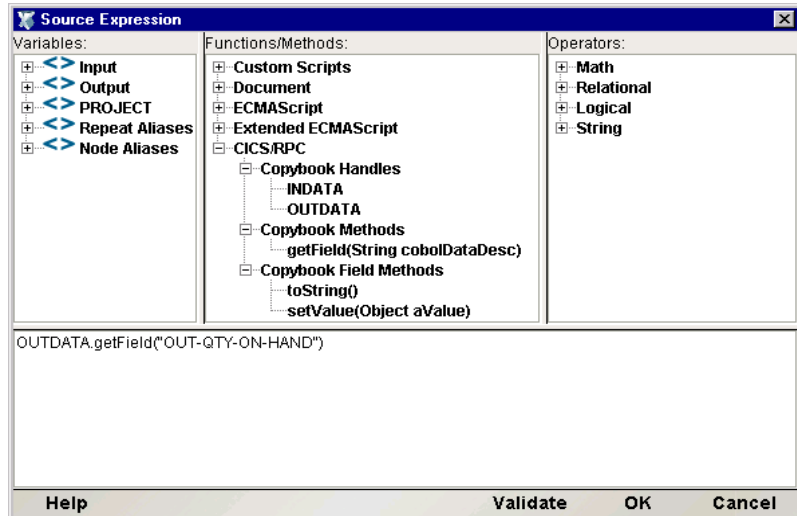 Source Expression
Variables:
Input
Output
PROJECT
Repeat Aliases
Node Aliases
Functions/Methods:
Custom Scripts
Document
ECMAScript
Extended ECMAScript
CICS/RPC
Copybook Handles
INDATA
OUTDATA
Copybook Methods
getField(String cobolDataDesc)
Copybook Field Methods
toString()
setValue(Object aValue)
Operators:
Math
Relational
Logical
String
OUTDATA.getField("OUT-QTY-ON-HAND")
Help Validate OK Cancel